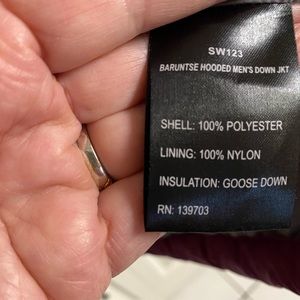 SW123
BARUNTSE HOODED MEN'S DOWN JKT
SHELL: 100% POLYESTER
LINING: 100% NYLON
INSULATION: GOOSE DOWN
RN: 139703